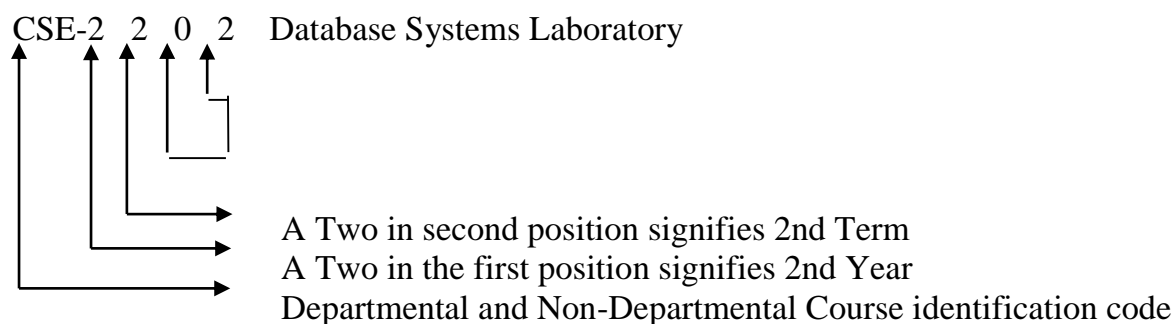 CSE-2 2 0 2 Database Systems Laboratory
A Two in second position signifies 2nd Term
A Two in the first position signifies 2nd Year
Departmental and Non-Departmental Course identification code